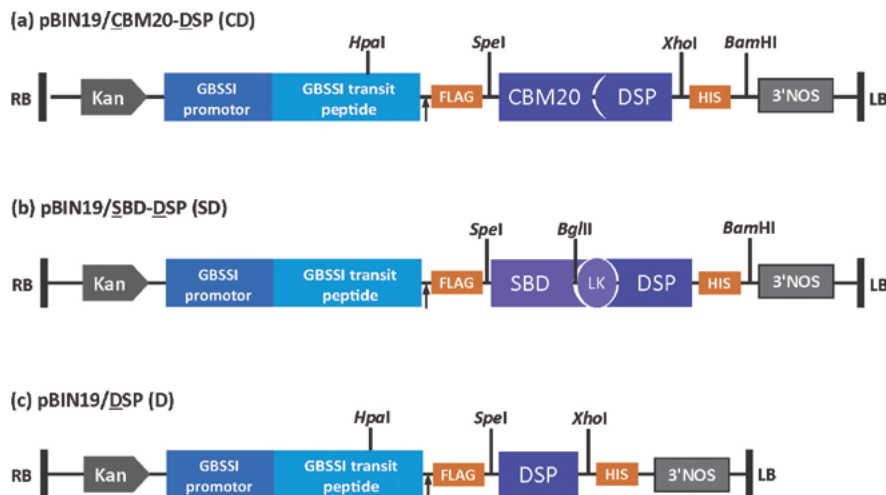 (a) pBIN19/CBM20-DSP (CD)
HpaI SpeI XhoI BamHI
RB Kan GBSSI promotor GBSSI transit peptide FLAG CBM20 DSP HIS 3'NOS LB
(b) pBIN19/SBD-DSP (SD)
SpeI BglII BamHI
RB Kan GBSSI promotor GBSSI transit peptide FLAG SBD LK DSP HIS 3'NOS LB
(c) pBIN19/DSP (D)
HpaI SpeI XhoI
RB Kan GBSSI promotor GBSSI transit peptide FLAG DSP HIS 3'NOS LB